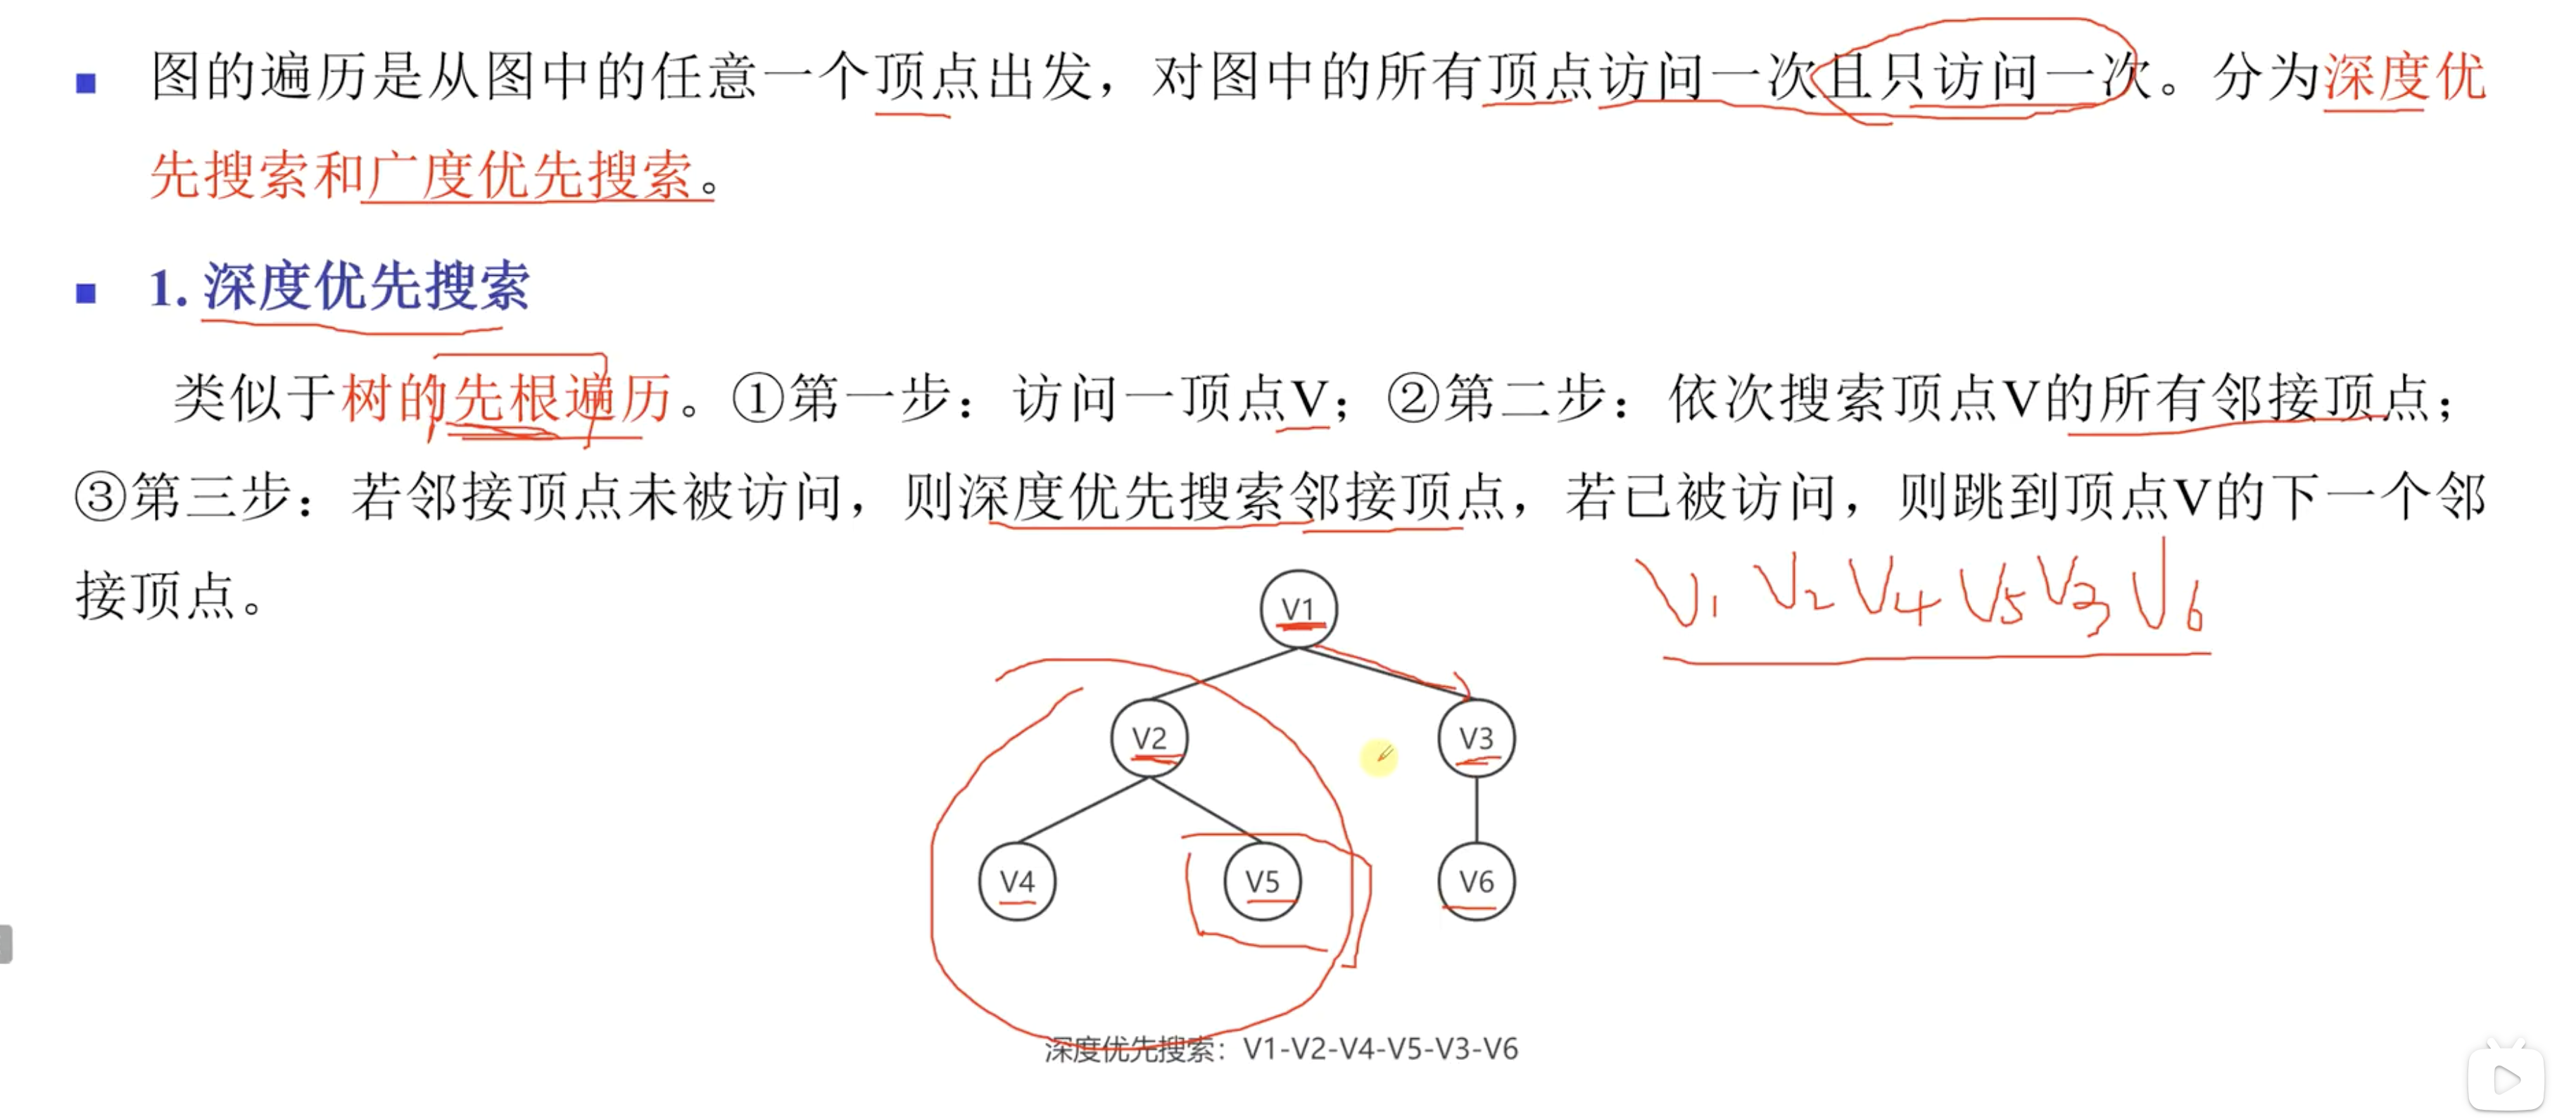 图的遍历是从图中的任意一个顶点出发，对图中的所有顶点访问一次且只访问一次。分为深度优
先搜索和广度优先搜索。
1. 深度优先搜索
类似于树的先根遍历。①第一步：访问一顶点V；②第二步：依次搜索顶点V的所有邻接顶点；
③第三步：若邻接顶点未被访问，则深度优先搜索邻接顶点，若已被访问，则跳到顶点V的下一个邻
接顶点。
V1 V2 V4 V5 V3 V6
V1
V2 V3
V4 V5 V6
深度优先搜索：V1-V2-V4-V5-V3-V6